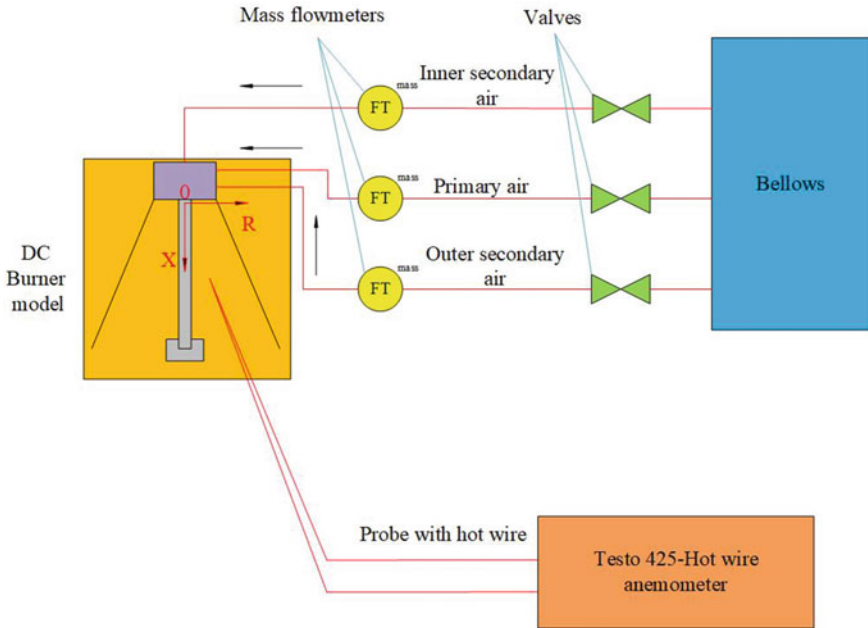 Mass flowmeters
Valves
Inner secondary
air
mass
FT
Primary air
mass
FT
Outer secondary
air
mass
FT
Bellows
DC
Burner
model
0
R
X
Probe with hot wire
Testo 425-Hot wire
anemometer